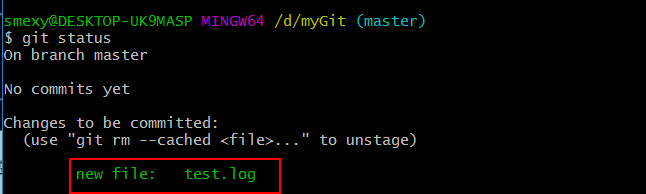 smexy@DESKTOP-UK9MASP MINGW64 /d/myGit (master)
$ git status
On branch master
No commits yet
Changes to be committed:
(use "git rm --cached <file>..." to unstage)
new file: test.log